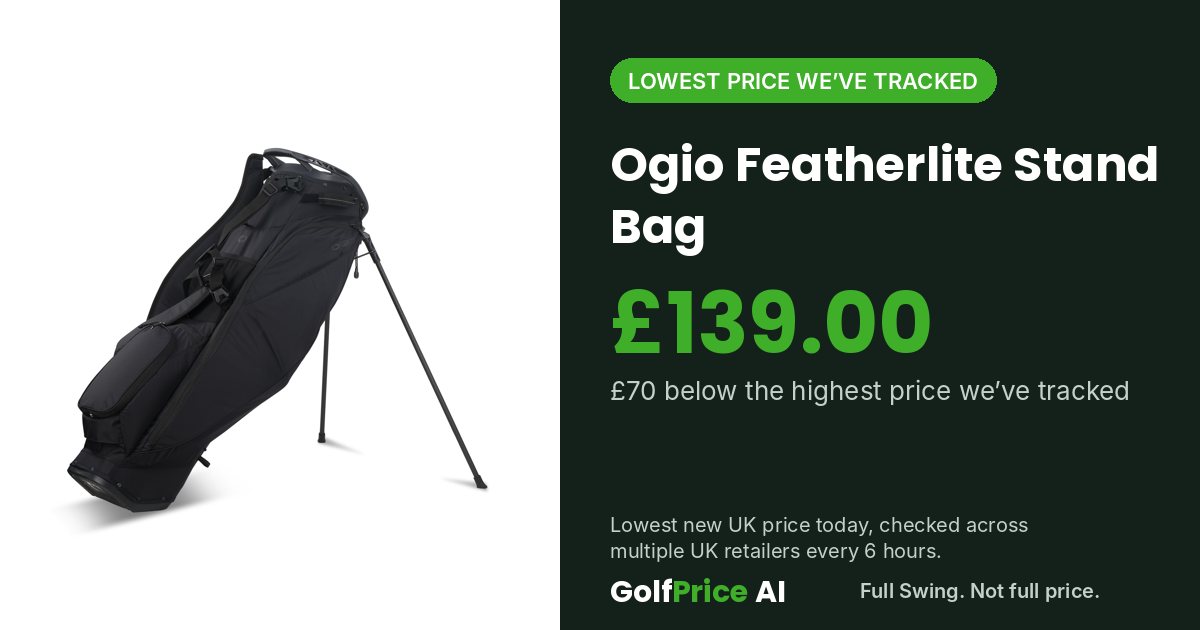 LOWEST PRICE WE’VE TRACKED
Ogio Featherlite Stand
Bag
£139.00
£70 below the highest price we’ve tracked
Lowest new UK price today, checked across
multiple UK retailers every 6 hours.
GolfPrice AI
Full Swing. Not full price.